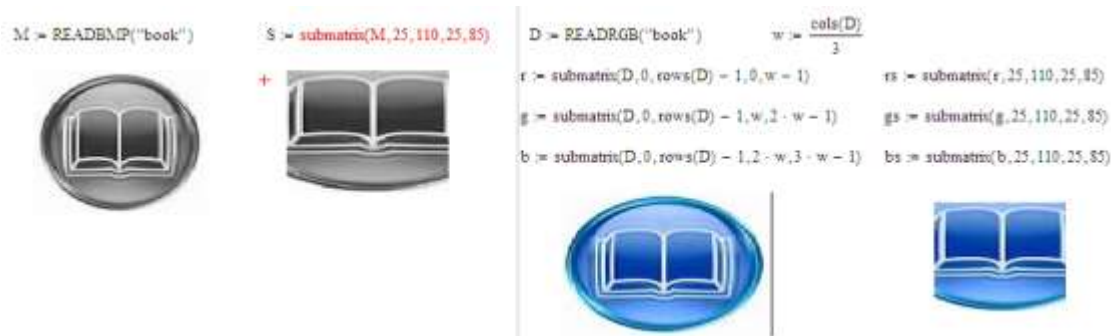 M := READBMP("book")
S := submatrix(M,25,110,25,85)
D := READRGB("book")
w := cols(D)
3
r := submatrix(D,0,rows(D) − 1,0,w − 1)
rs := submatrix(r,25,110,25,85)
g := submatrix(D,0,rows(D) − 1,w,2 · w − 1)
gs := submatrix(g,25,110,25,85)
b := submatrix(D,0,rows(D) − 1,2 · w,3 · w − 1)
bs := submatrix(b,25,110,25,85)